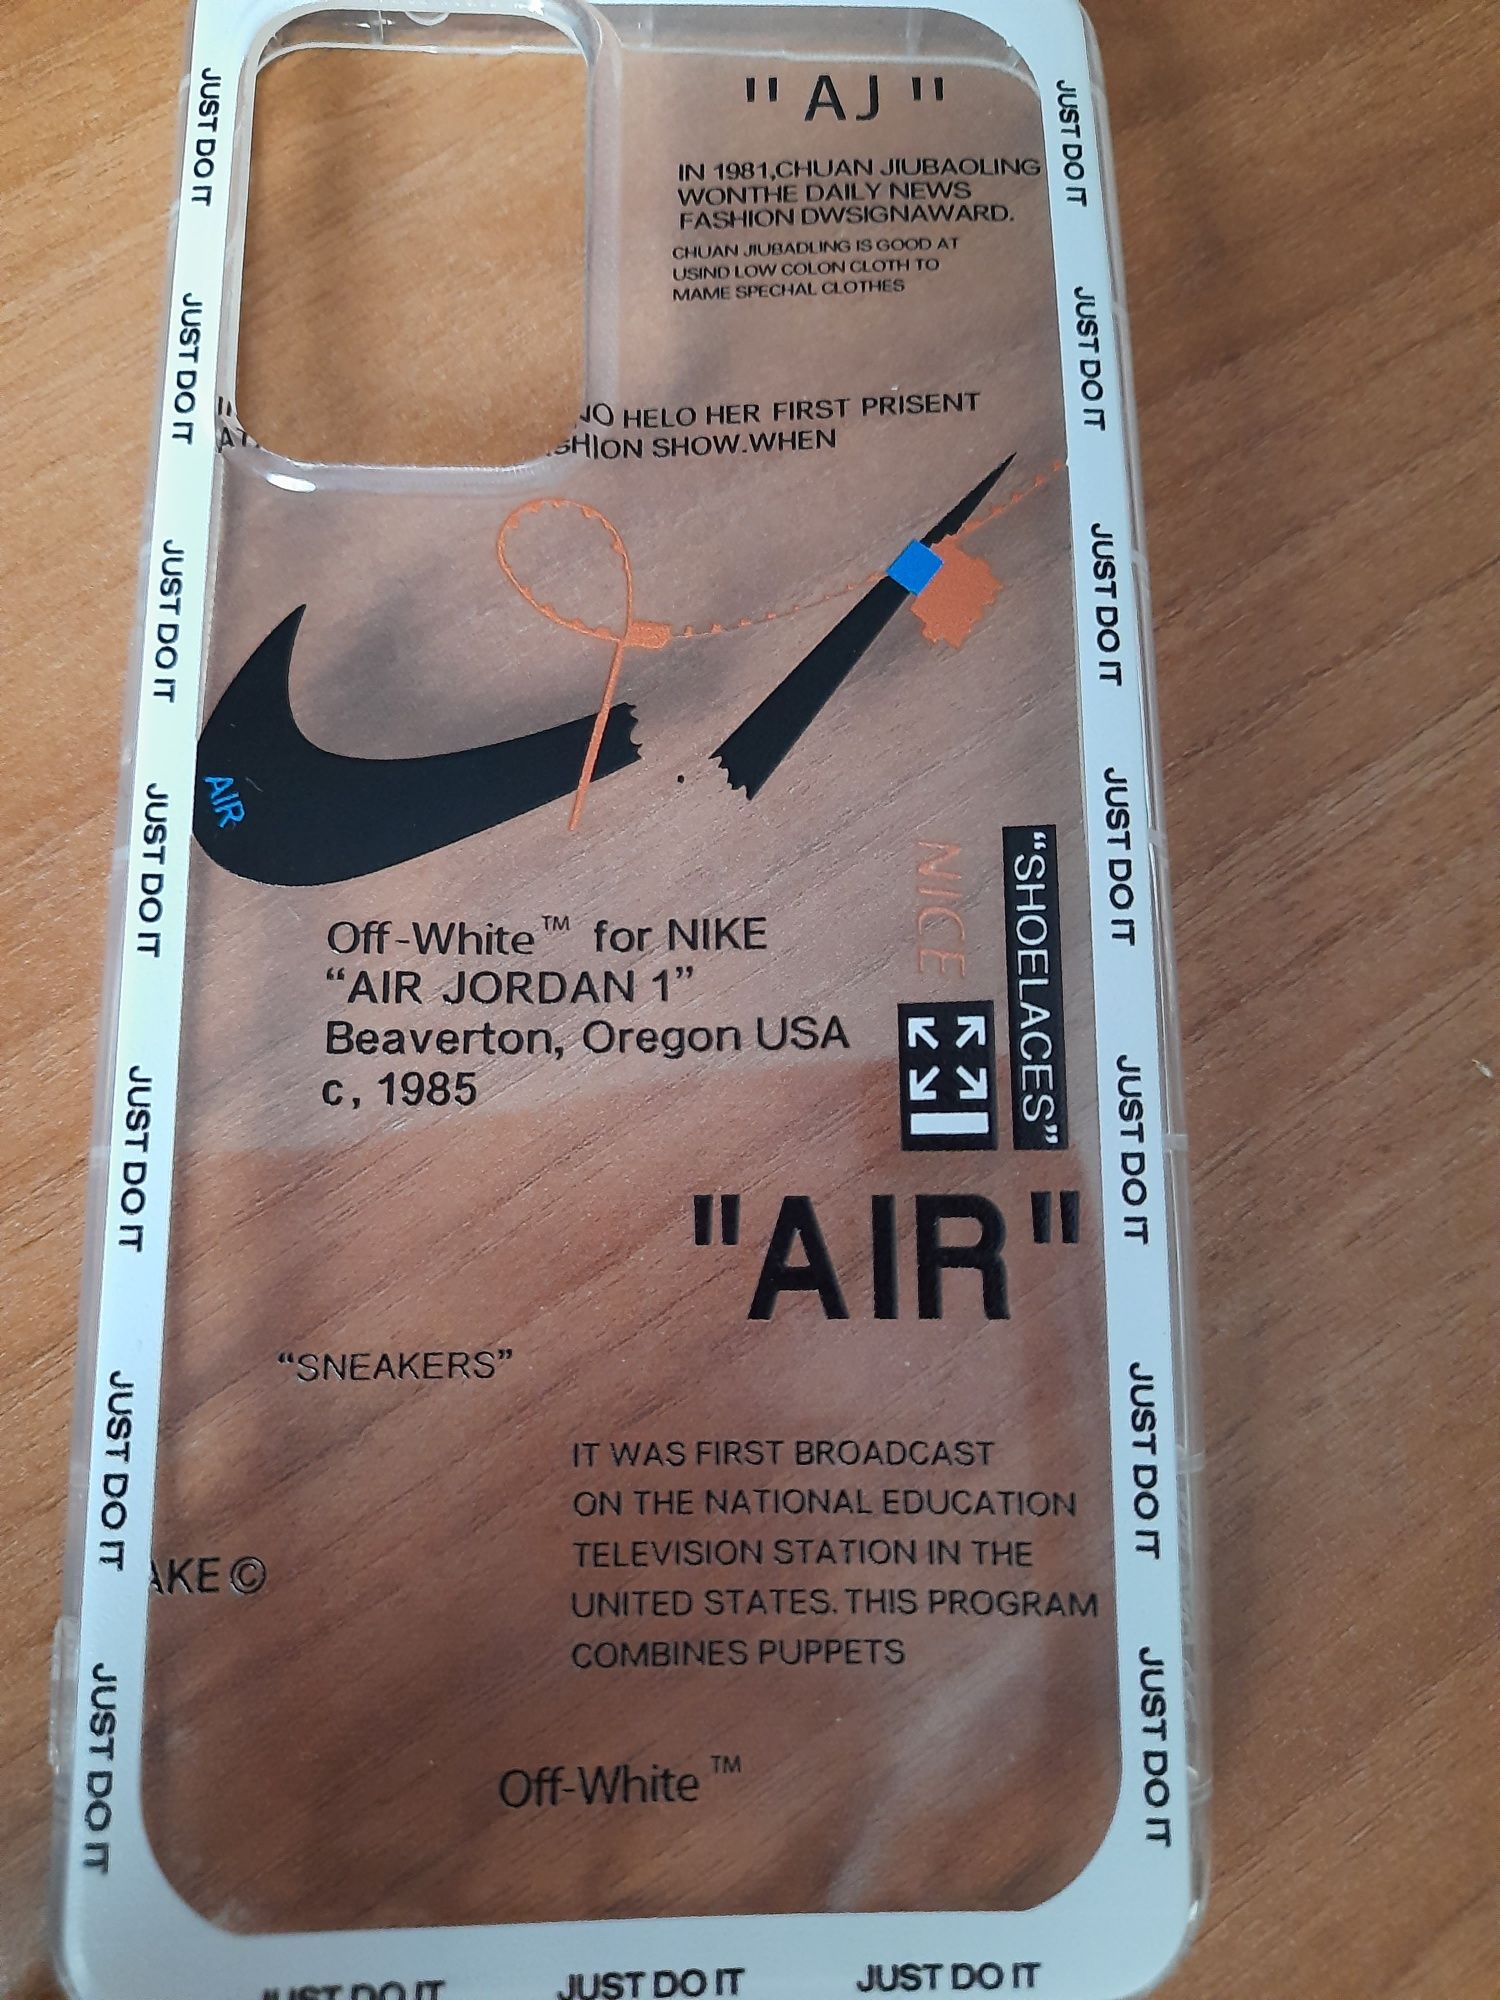 " AJ "
IN 1981,CHUAN JIUBAOLING
WONTHE DAILY NEWS
FASHION DWSIGNAWARD.
CHUAN JIUBADLING IS GOOD AT
USIND LOW COLON CLOTH TO
MAME SPECHAL CLOTHES
NO HELO HER FIRST PRISENT
SHION SHOW.WHEN
AIR
NICE
“SHOELACES”
Off-White™ for NIKE
“AIR JORDAN 1”
Beaverton, Oregon USA
c, 1985
"AIR"
“SNEAKERS”
IT WAS FIRST BROADCAST
ON THE NATIONAL EDUCATION
TELEVISION STATION IN THE
UNITED STATES. THIS PROGRAM
COMBINES PUPPETS
AKE ©
Off-White ™
JUST DO IT
JUST DO IT
JUST DO IT
JUST DO IT
JUST DO IT
JUST DO IT
JUST DO IT
JUST DO IT
JUST DO IT
JUST DO IT
JUST DO IT
JUST DO IT
JUST DO IT
JUST DO IT
JUST DO IT JUST DO IT JUST DO IT